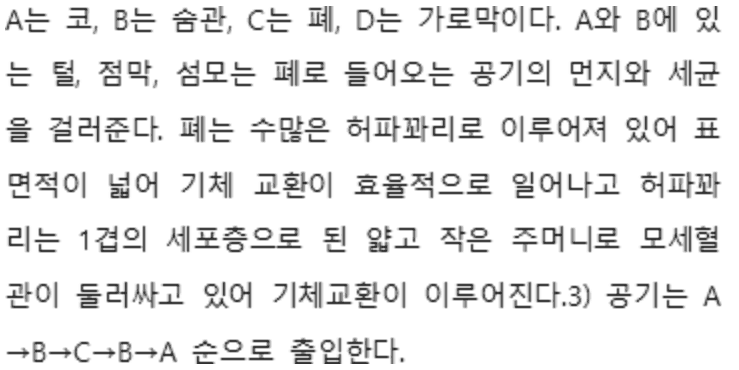 A는 코, B는 숨관, C는 폐, D는 가로막이다. A와 B에 있
는 털, 점막, 섬모는 폐로 들어오는 공기의 먼지와 세균
을 걸러준다. 폐는 수많은 허파꽈리로 이루어져 있어 표
면적이 넓어 기체 교환이 효율적으로 일어나고 허파꽈
리는 1겹의 세포층으로 된 얇고 작은 주머니로 모세혈
관이 둘러싸고 있어 기체교환이 이루어진다.3) 공기는 A
→B→C→B→A 순으로 출입한다.